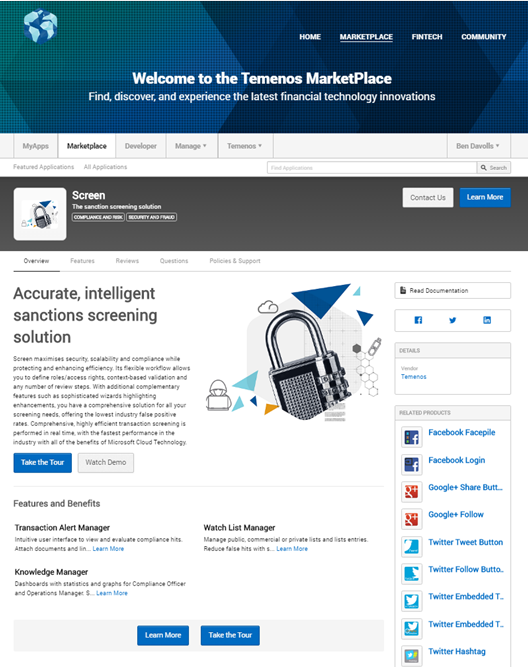 HOME MARKETPLACE FINTECH COMMUNITY
Welcome to the Temenos MarketPlace
Find, discover, and experience the latest financial technology innovations
MyApps Marketplace Developer Manage Temenos Ben Davolls
Featured Applications All Applications Find Applications Search
Screen
The sanction screening solution
COMPLIANCE AND RISK SECURITY AND FRAUD
Contact Us Learn More
Overview Features Reviews Questions Policies & Support
Accurate, intelligent
sanctions screening
solution
Screen maximises security, scalability and compliance while
protecting and enhancing efficiency. Its flexible workflow allows
you to define roles/access rights, context-based validation and
any number of review steps. With additional complementary
features such as sophisticated wizards highlighting
enhancements, you have a comprehensive solution for all your
screening needs, offering the lowest industry false positive
rates. Comprehensive, highly efficient transaction screening is
performed in real time, with the fastest performance in the
industry with all of the benefits of Microsoft Cloud Technology.
Take the Tour Watch Demo
Features and Benefits
Transaction Alert Manager
Intuitive user interface to view and evaluate compliance hits.
Attach documents and lin... Learn More
Watch List Manager
Manage public, commercial or private lists and lists entries.
Reduce false hits with s... Learn More
Knowledge Manager
Dashboards with statistics and graphs for Compliance Officer
and Operations Manager. S... Learn More
Learn More Take the Tour
Read Documentation
DETAILS
Vendor
Temenos
RELATED PRODUCTS
Facebook Facepile
Facebook Login
Google+ Share Butt...
Google+ Follow
Twitter Tweet Button
Twitter Follow Butto...
Twitter Embedded T...
Twitter Embedded T...
Twitter Hashtag